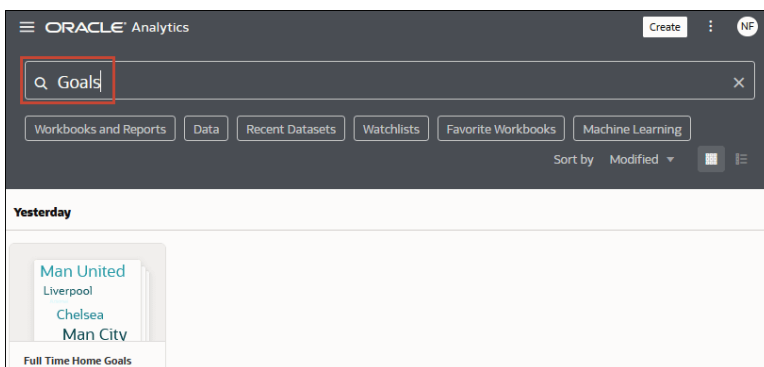 ORACLE Analytics
Create
NF
Goals
Workbooks and Reports Data Recent Datasets Watchlists Favorite Workbooks Machine Learning
Sort by Modified
Yesterday
Man United
Liverpool
Chelsea
Man City
Full Time Home Goals